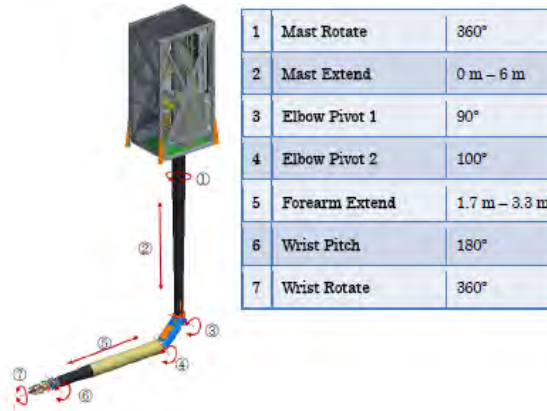 1 Mast Rotate 360°
2 Mast Extend 0 m – 6 m
3 Elbow Pivot 1 90°
4 Elbow Pivot 2 100°
5 Forearm Extend 1.7 m – 3.3 m
6 Wrist Pitch 180°
7 Wrist Rotate 360°
①
②
③
④
⑤
⑥
⑦